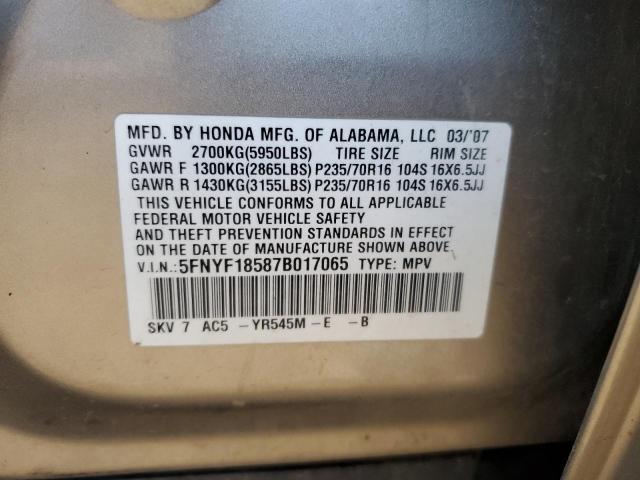 MFD. BY HONDA MFG. OF ALABAMA, LLC 03/'07
GVWR 2700KG(5950LBS) TIRE SIZE RIM SIZE
GAWR F 1300KG(2865LBS) P235/70R16 104S 16X6.5JJ
GAWR R 1430KG(3155LBS) P235/70R16 104S 16X6.5JJ
THIS VEHICLE CONFORMS TO ALL APPLICABLE
FEDERAL MOTOR VEHICLE SAFETY
AND THEFT PREVENTION STANDARDS IN EFFECT
ON THE DATE OF MANUFACTURE SHOWN ABOVE.
V.I.N.: 5FNYF18587B017065 TYPE: MPV
SKV 7 AC5 -YR545M-E -B